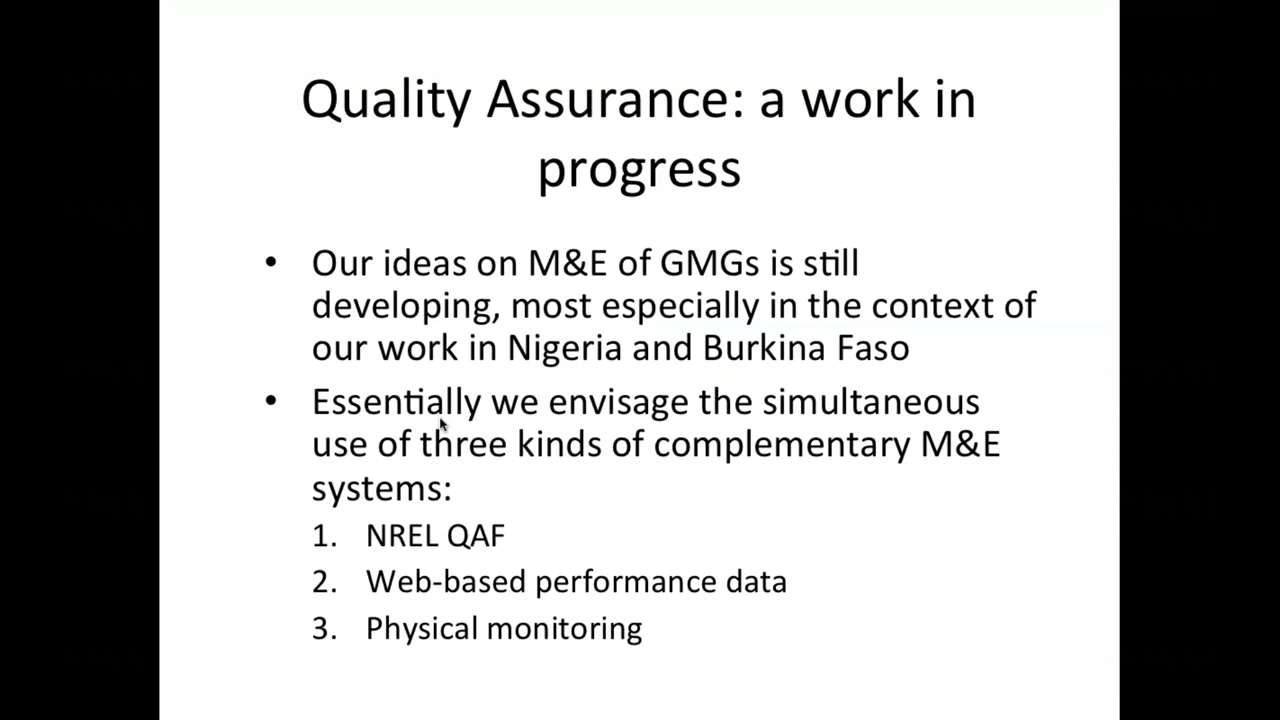 Quality Assurance: a work in
progress
• Our ideas on M&E of GMGs is still
developing, most especially in the context of
our work in Nigeria and Burkina Faso
• Essentially we envisage the simultaneous
use of three kinds of complementary M&E
systems:
1. NREL QAF
2. Web-based performance data
3. Physical monitoring